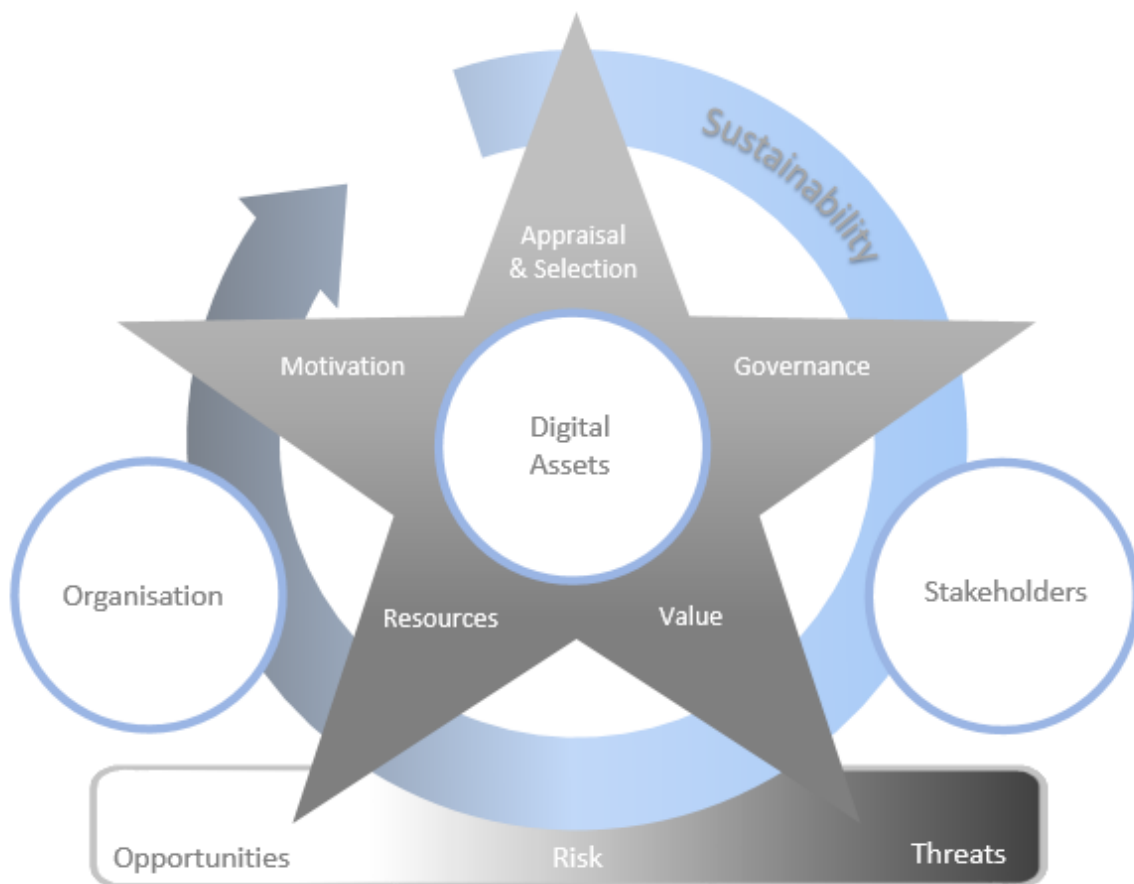 Sustainability
Appraisal
& Selection
Motivation
Governance
Digital
Assets
Organisation
Stakeholders
Resources
Value
Opportunities
Risk
Threats